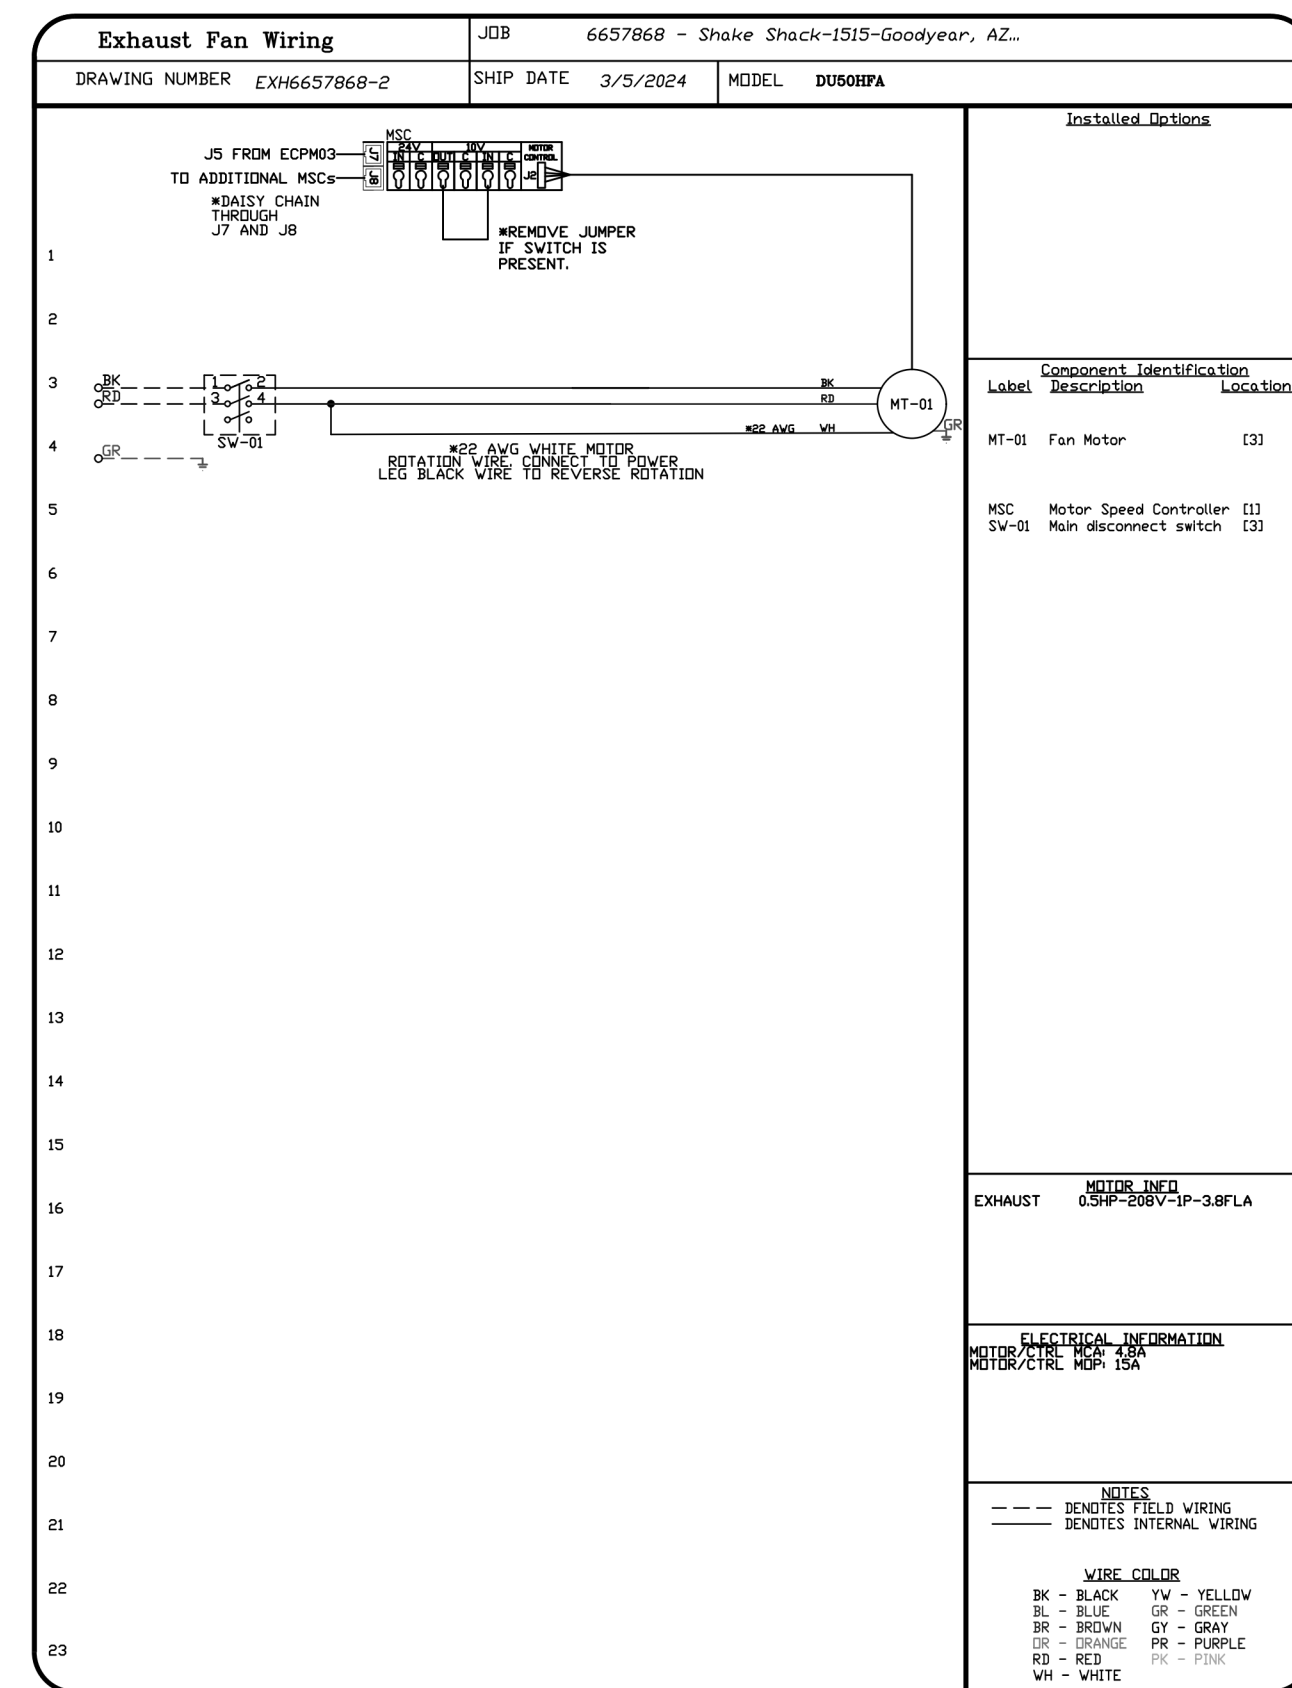 Exhaust Fan Wiring
JOB 6657868 - Shake Shack-1515-Goodyear, AZ...
DRAWING NUMBER EXH6657868-2
SHIP DATE 3/5/2024
MODEL DU50HFA
Installed Options
MSC
24V 10V MOTOR CONTROL
IN C OUT C IN C
J5 FROM ECPM03 J7
J2
TO ADDITIONAL MSCs J8
*DAISY CHAIN
THROUGH
J7 AND J8
*REMOVE JUMPER
IF SWITCH IS
PRESENT.
1
2
3
BK 1 2 BK
RD 3 4 RD
MT-01
*22 AWG WH
GR
4
GR
SW-01
*22 AWG WHITE MOTOR
ROTATION WIRE. CONNECT TO POWER
LEG BLACK WIRE TO REVERSE ROTATION
5
6
7
8
9
10
11
12
13
14
15
16
17
18
19
20
21
22
23
Component Identification
Label Description Location
MT-01 Fan Motor [3]
MSC Motor Speed Controller [1]
SW-01 Main disconnect switch [3]
MOTOR INFO
EXHAUST 0.5HP-208V-1P-3.8FLA
ELECTRICAL INFORMATION
MOTOR/CTRL MCA: 4.8A
MOTOR/CTRL MOP: 15A
NOTES
DENOTES FIELD WIRING
DENOTES INTERNAL WIRING
WIRE COLOR
BK - BLACK YW - YELLOW
BL - BLUE GR - GREEN
BR - BROWN GY - GRAY
OR - ORANGE PR - PURPLE
RD - RED PK - PINK
WH - WHITE